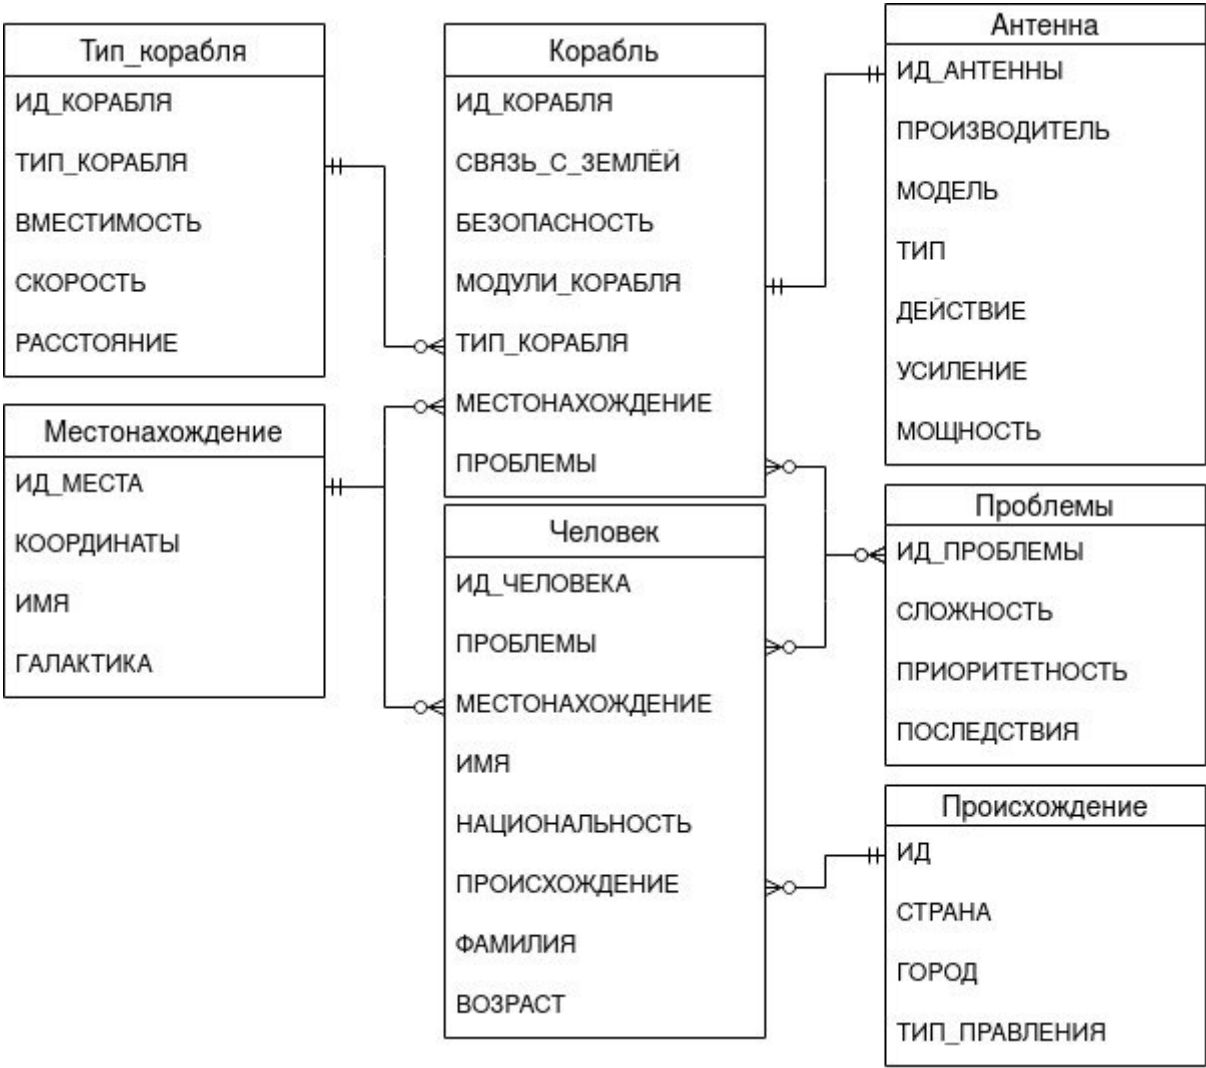 Тип_корабля
ИД_КОРАБЛЯ
ТИП_КОРАБЛЯ
ВМЕСТИМОСТЬ
СКОРОСТЬ
РАССТОЯНИЕ
Местонахождение
ИД_МЕСТА
КООРДИНАТЫ
ИМЯ
ГАЛАКТИКА
Корабль
ИД_КОРАБЛЯ
СВЯЗЬ_С_ЗЕМЛЁЙ
БЕЗОПАСНОСТЬ
МОДУЛИ_КОРАБЛЯ
ТИП_КОРАБЛЯ
МЕСТОНАХОЖДЕНИЕ
ПРОБЛЕМЫ
Человек
ИД_ЧЕЛОВЕКА
ПРОБЛЕМЫ
МЕСТОНАХОЖДЕНИЕ
ИМЯ
НАЦИОНАЛЬНОСТЬ
ПРОИСХОЖДЕНИЕ
ФАМИЛИЯ
ВОЗРАСТ
Антенна
ИД_АНТЕННЫ
ПРОИЗВОДИТЕЛЬ
МОДЕЛЬ
ТИП
ДЕЙСТВИЕ
УСИЛЕНИЕ
МОЩНОСТЬ
Проблемы
ИД_ПРОБЛЕМЫ
СЛОЖНОСТЬ
ПРИОРИТЕТНОСТЬ
ПОСЛЕДСТВИЯ
Происхождение
ИД
СТРАНА
ГОРОД
ТИП_ПРАВЛЕНИЯ